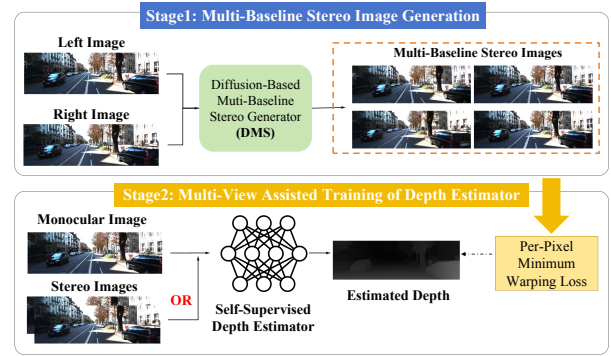 Stage1: Multi-Baseline Stereo Image Generation
Left Image
Right Image
Diffusion-Based
Muti-Baseline
Stereo Generator
(DMS)
Multi-Baseline Stereo Images
Stage2: Multi-View Assisted Training of Depth Estimator
Monocular Image
Stereo Images
OR
Self-Supervised
Depth Estimator
Estimated Depth
Per-Pixel
Minimum
Warping Loss